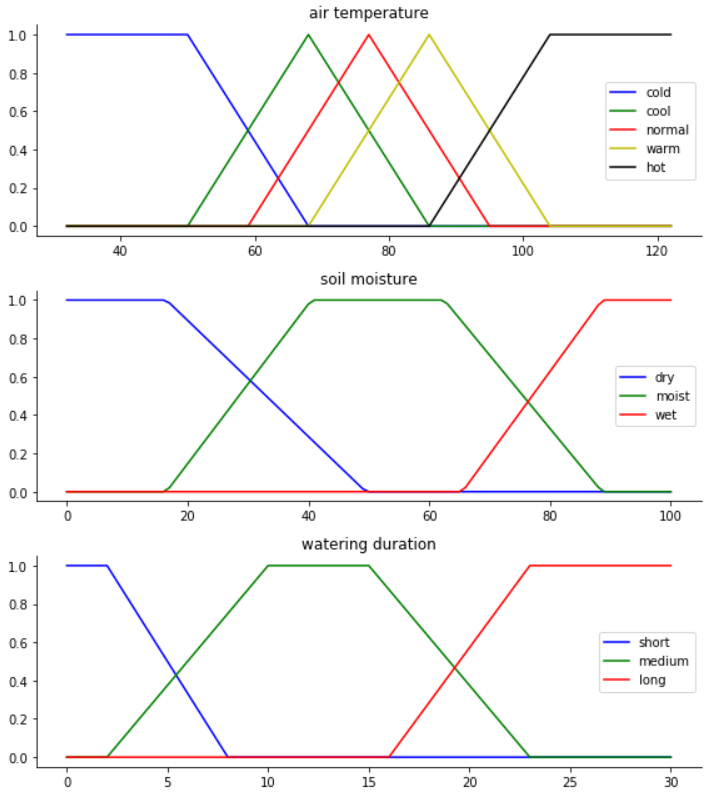 air temperature
1.0
0.8
0.6
0.4
0.2
0.0
cold
cool
normal
warm
hot
40 60 80 100 120
soil moisture
1.0
0.8
0.6
0.4
0.2
0.0
dry
moist
wet
0 20 40 60 80 100
watering duration
1.0
0.8
0.6
0.4
0.2
0.0
short
medium
long
0 5 10 15 20 25 30